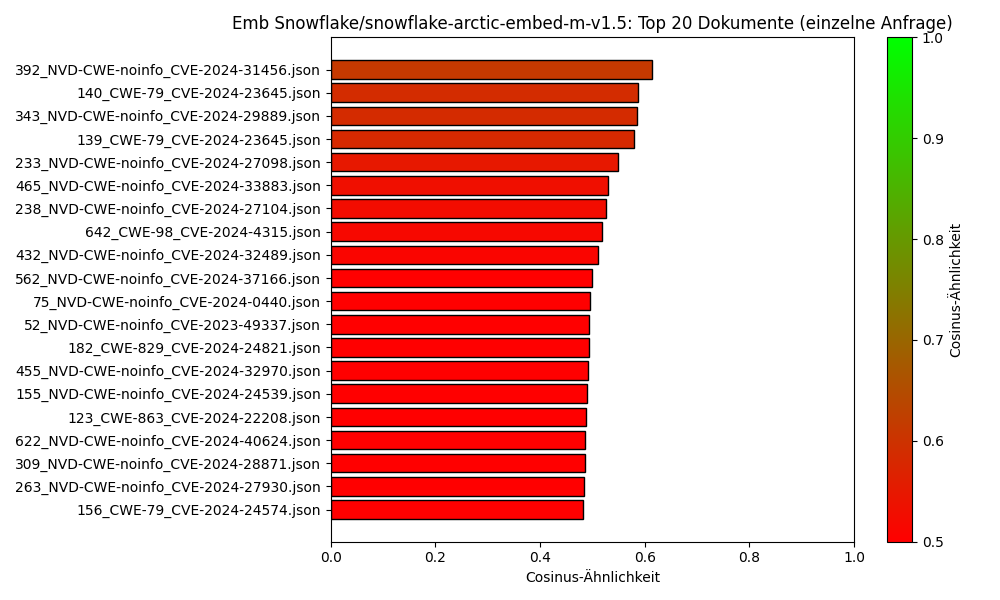 Emb Snowflake/snowflake-arctic-embed-m-v1.5: Top 20 Dokumente (einzelne Anfrage)
392_NVD-CWE-noinfo_CVE-2024-31456.json
140_CWE-79_CVE-2024-23645.json
343_NVD-CWE-noinfo_CVE-2024-29889.json
139_CWE-79_CVE-2024-23645.json
233_NVD-CWE-noinfo_CVE-2024-27098.json
465_NVD-CWE-noinfo_CVE-2024-33883.json
238_NVD-CWE-noinfo_CVE-2024-27104.json
642_CWE-98_CVE-2024-4315.json
432_NVD-CWE-noinfo_CVE-2024-32489.json
562_NVD-CWE-noinfo_CVE-2024-37166.json
75_NVD-CWE-noinfo_CVE-2024-0440.json
52_NVD-CWE-noinfo_CVE-2023-49337.json
182_CWE-829_CVE-2024-24821.json
455_NVD-CWE-noinfo_CVE-2024-32970.json
155_NVD-CWE-noinfo_CVE-2024-24539.json
123_CWE-863_CVE-2024-22208.json
622_NVD-CWE-noinfo_CVE-2024-40624.json
309_NVD-CWE-noinfo_CVE-2024-28871.json
263_NVD-CWE-noinfo_CVE-2024-27930.json
156_CWE-79_CVE-2024-24574.json
0.0 0.2 0.4 0.6 0.8 1.0
Cosinus-Ähnlichkeit
1.0
0.9
0.8
0.7
0.6
0.5
Cosinus-Ähnlichkeit